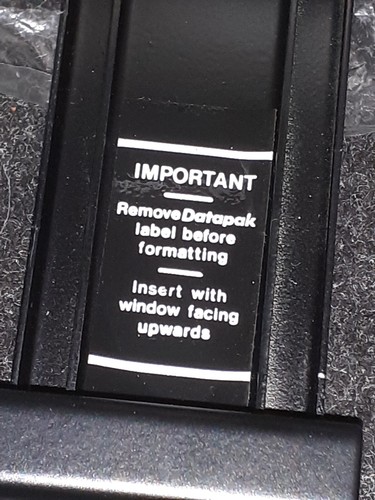 IMPORTANT
Remove Datapak
label before
formatting
Insert with
window facing
upwards